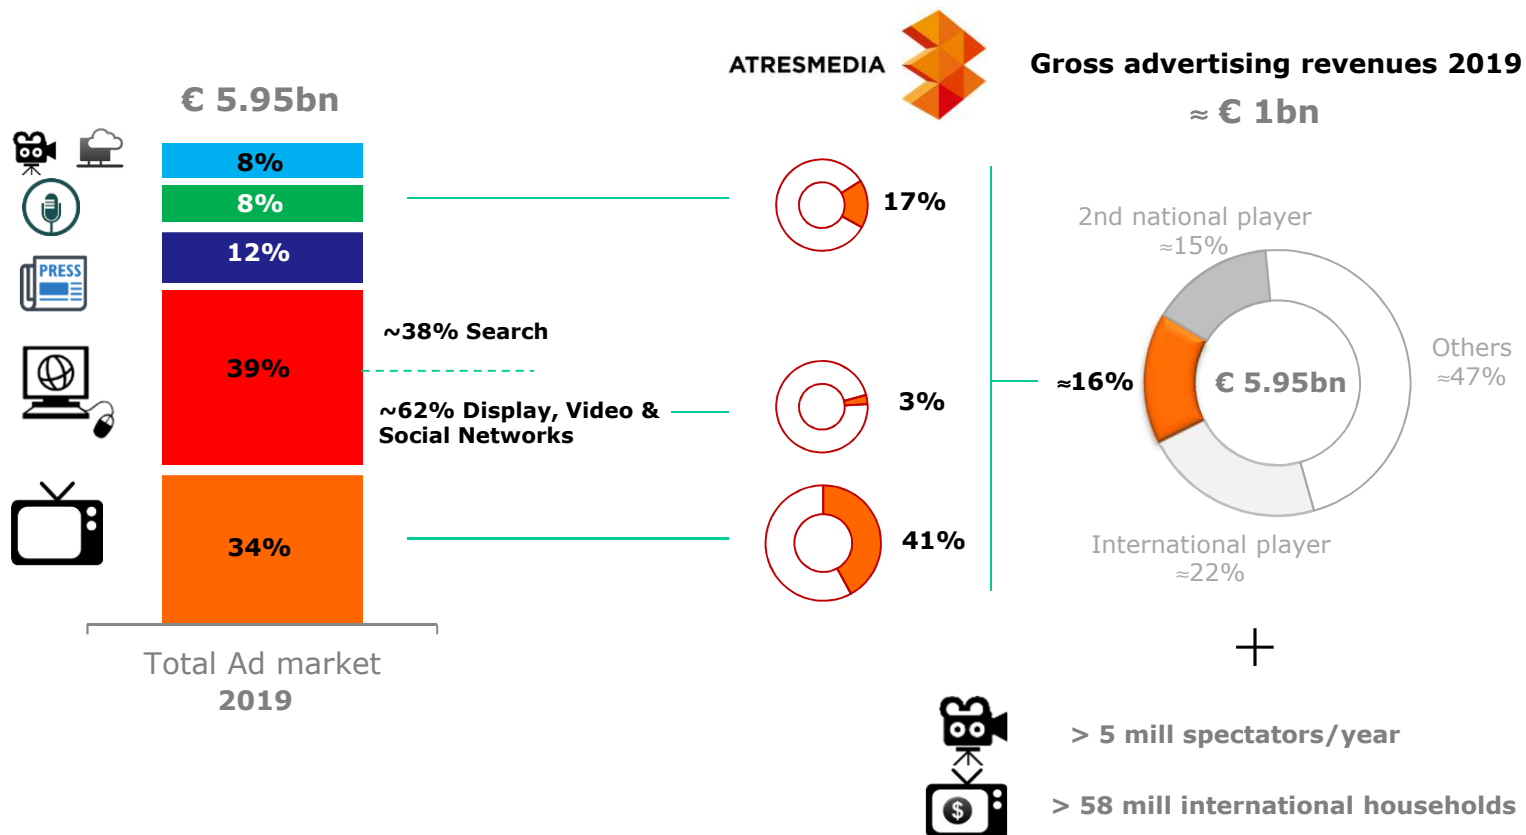 ATRESMEDIA
Gross advertising revenues 2019
≈ € 1bn
€ 5.95bn
8%
8%
12%
PRESS
39%
34%
Total Ad market
2019
~38% Search
~62% Display, Video &
Social Networks
17%
3%
41%
≈16%
2nd national player
≈15%
Others
≈47%
€ 5.95bn
International player
≈22%
+
> 5 mill spectators/year
$
> 58 mill international households